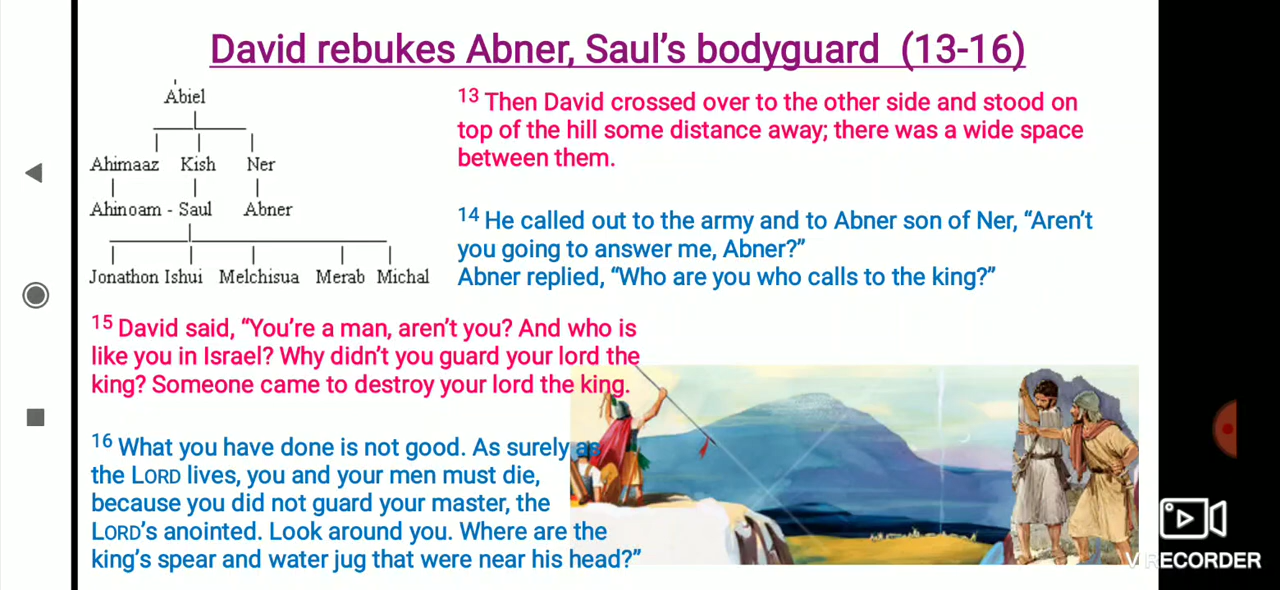 David rebukes Abner, Saul's bodyguard (13-16)
Abiel
Ahimaaz Kish Ner
Ahinoam - Saul Abner
Jonathon Ishui Melchisua Merab Michal
13 Then David crossed over to the other side and stood on
top of the hill some distance away; there was a wide space
between them.
14 He called out to the army and to Abner son of Ner, “Aren’t
you going to answer me, Abner?”
Abner replied, “Who are you who calls to the king?”
15 David said, “You’re a man, aren’t you? And who is
like you in Israel? Why didn’t you guard your lord the
king? Someone came to destroy your lord the king.
16 What you have done is not good. As surely as
the LORD lives, you and your men must die,
because you did not guard your master, the
LORD’s anointed. Look around you. Where are the
king’s spear and water jug that were near his head?”
V RECORDER